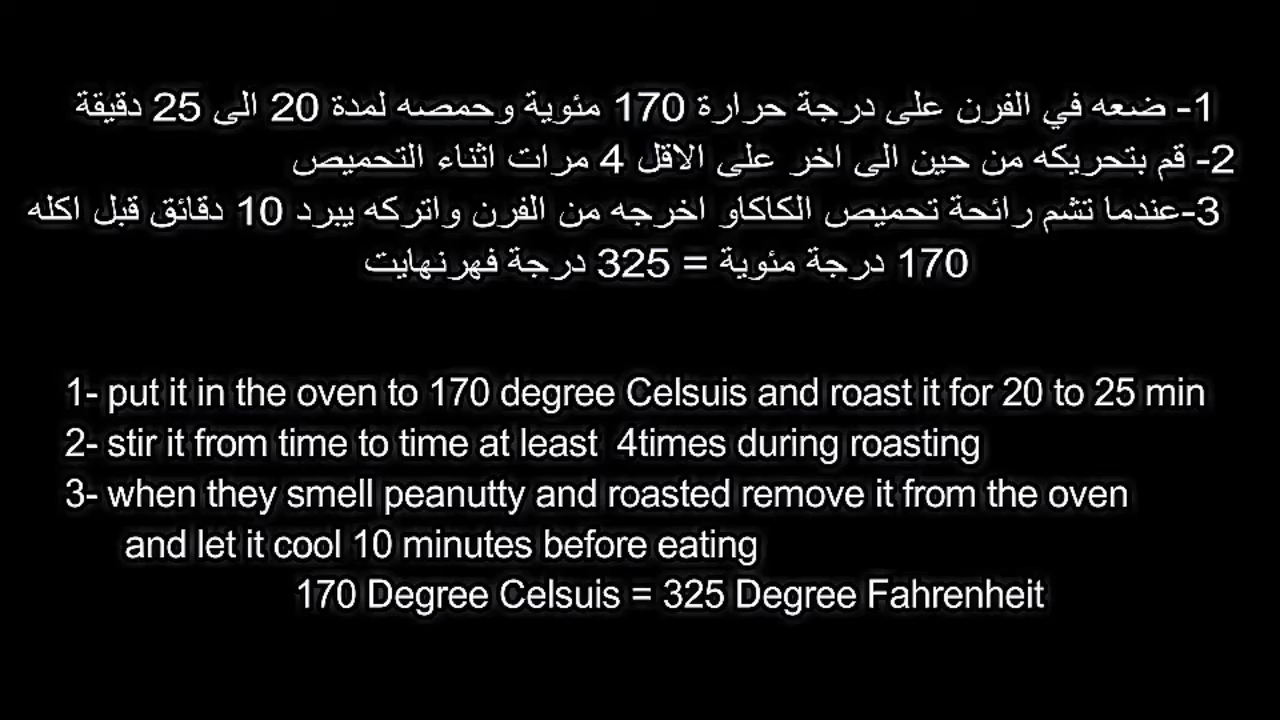 1- ضعه في الفرن على درجة حرارة 170 مئوية وحمصه لمدة 20 الى 25 دقيقة
2- قم بتحريكه من حين الى اخر على الاقل 4 مرات اثناء التحميص
3-عندما تشم رائحة تحميص الكاكاو اخرجه من الفرن واتركه يبرد 10 دقائق قبل اكله
170 درجة مئوية = 325 درجة فهرنهايت
1- put it in the oven to 170 degree Celsuis and roast it for 20 to 25 min
2- stir it from time to time at least  4times during roasting
3- when they smell peanutty and roasted remove it from the oven
and let it cool 10 minutes before eating
170 Degree Celsuis = 325 Degree Fahrenheit